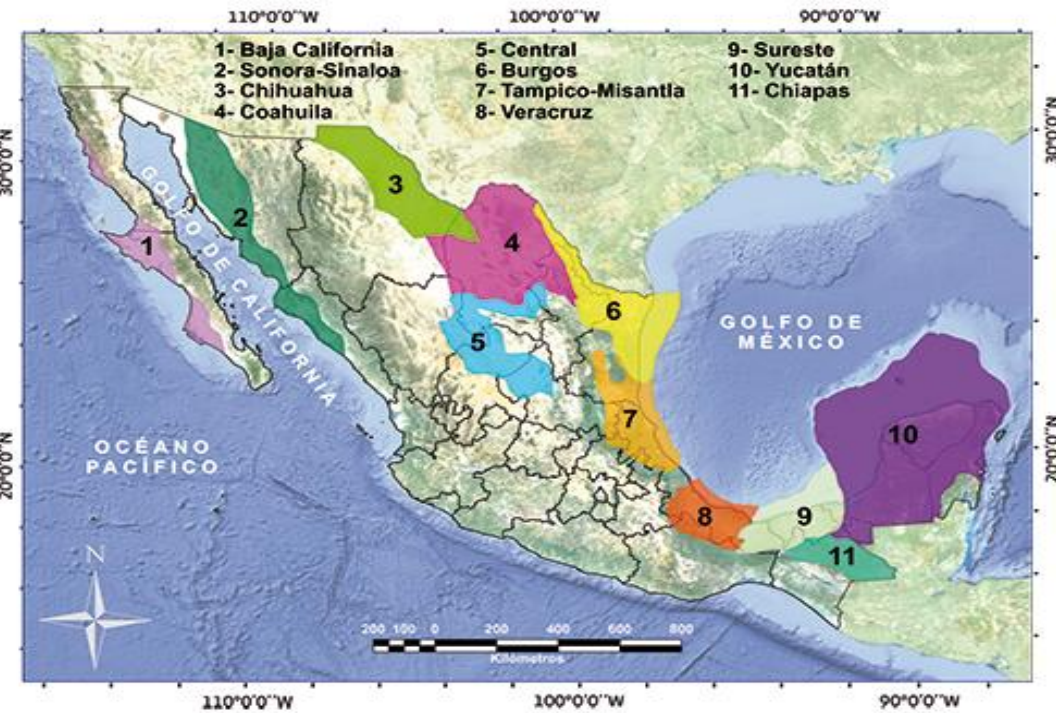 110°0'0"W 100°0'0"W 90°0'0"W
1- Baja California
2- Sonora-Sinaloa
3- Chihuahua
4- Coahuila
5- Central
6- Burgos
7- Tampico-Misantla
8- Veracruz
9- Sureste
10- Yucatán
11- Chiapas
30°0'0"N
30°0'0"N
GOLFO DE CALIFORNIA
3
2
4
1
6
GOLFO DE
MÉXICO
5
7
10
OCÉANO
PACÍFICO
20°0'0"N
20°0'0"N
8
9
11
N
200 100 0 200 400 600 800
Kilómetros
110°0'0"W 100°0'0"W 90°0'0"W